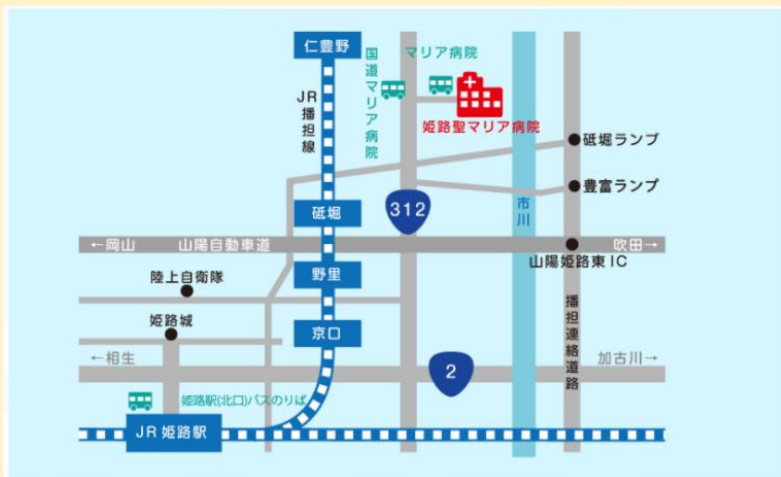 仁豊野
マリア病院
国道マリア病院
JR播担線
姫路聖マリア病院
砥堀ランプ
豊富ランプ
砥堀
312
市川
←岡山
山陽自動車道
吹田→
山陽姫路東IC
野里
陸上自衛隊
姫路城
京口
播担連絡道路
←相生
2
加古川→
姫路駅(北口)バスのりば
JR 姫路駅